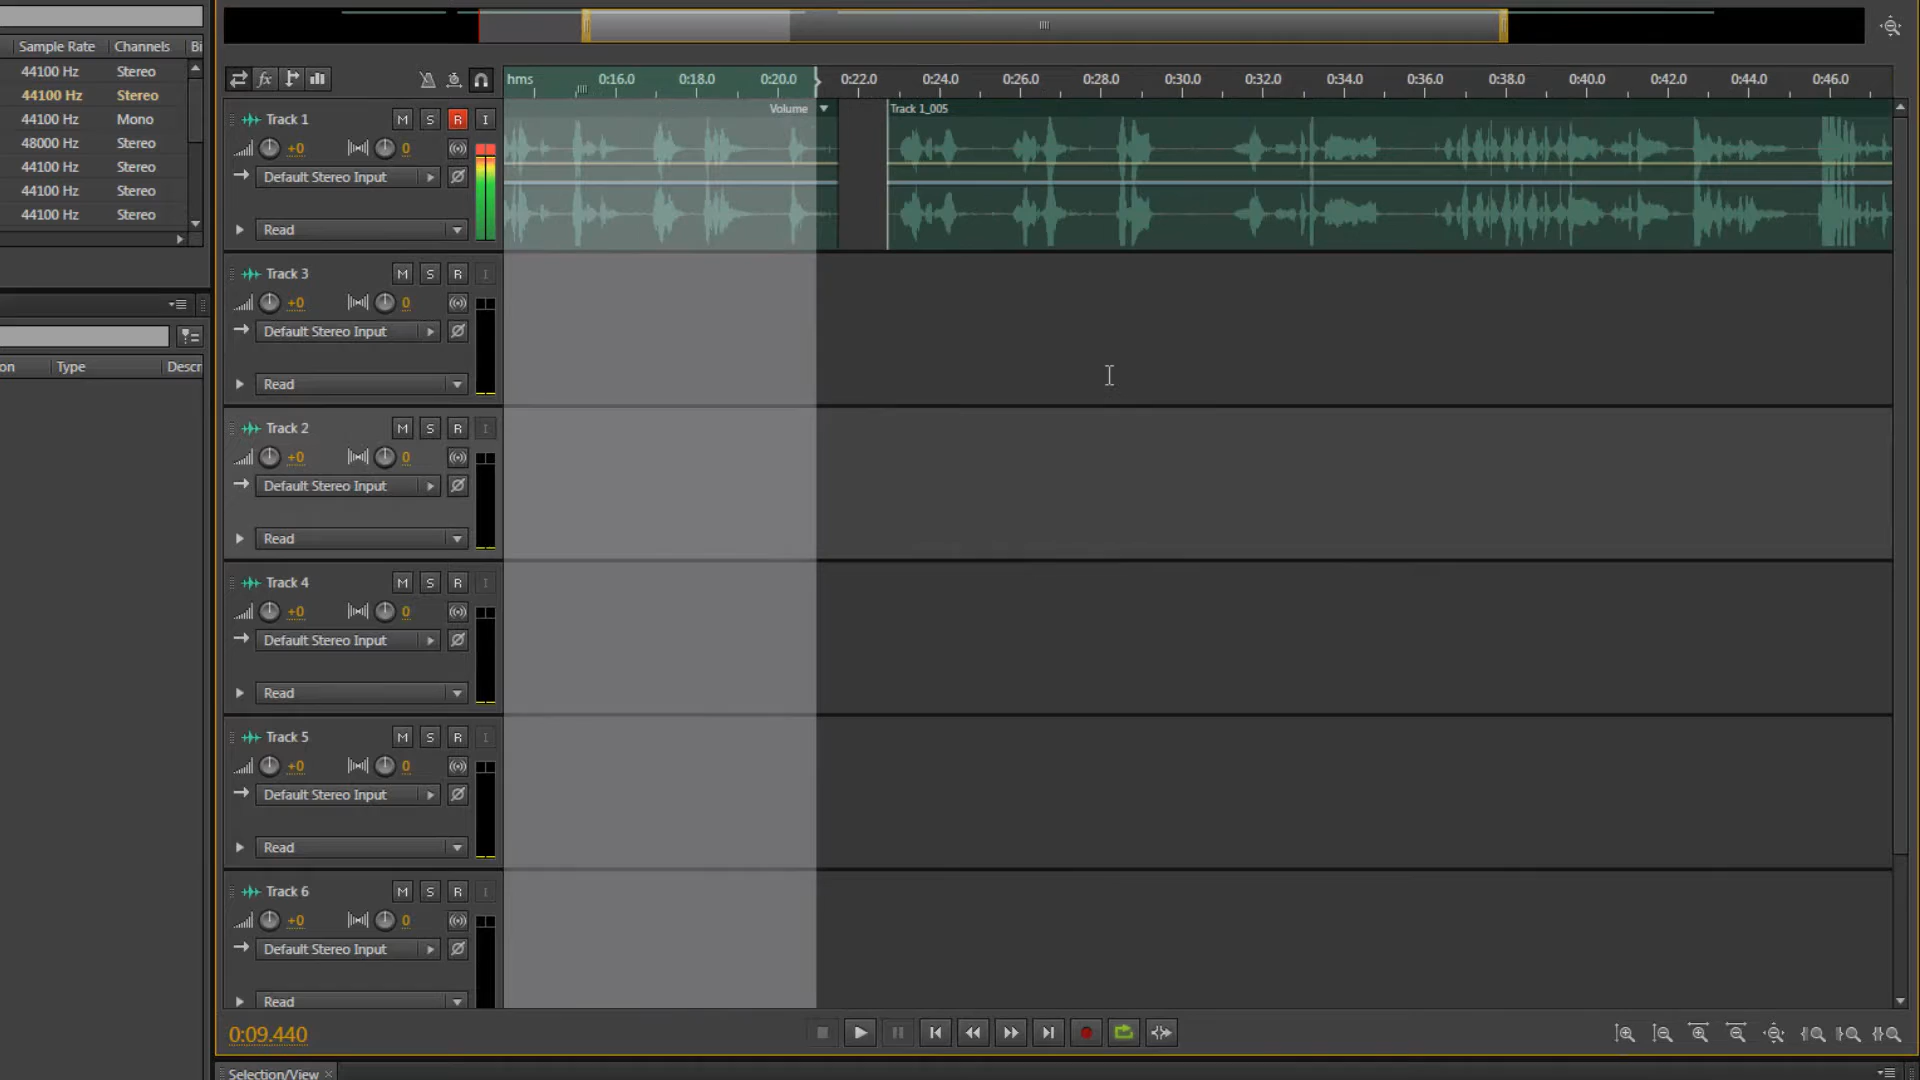 Sample Rate Channels Bi
44100 Hz Stereo
44100 Hz Stereo
44100 Hz Mono
48000 Hz Stereo
44100 Hz Stereo
44100 Hz Stereo
44100 Hz Stereo
on Type Descr
fx
hms 0:16.0 0:18.0 0:20.0 0:22.0 0:24.0 0:26.0 0:28.0 0:30.0 0:32.0 0:34.0 0:36.0 0:38.0 0:40.0 0:42.0 0:44.0 0:46.0
Volume Track 1_005
Track 1 M S R I
+0 0
Default Stereo Input
Read
Track 3 M S R I
+0 0
Default Stereo Input
Read
Track 2 M S R I
+0 0
Default Stereo Input
Read
Track 4 M S R I
+0 0
Default Stereo Input
Read
Track 5 M S R I
+0 0
Default Stereo Input
Read
Track 6 M S R I
+0 0
Default Stereo Input
Read
0:09.440
Selection/View ×